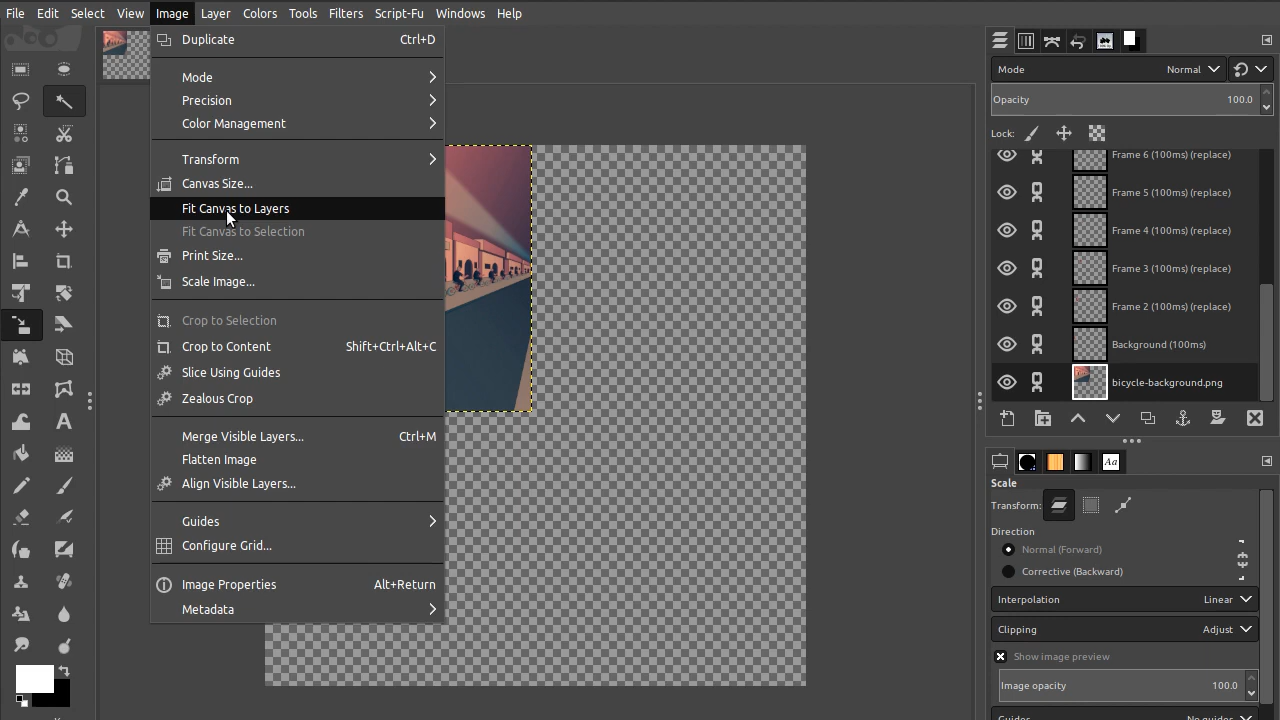 File Edit Select View Image Layer Colors Tools Filters Script-Fu Windows Help
Duplicate Ctrl+D
Mode
Precision
Color Management
Transform
Canvas Size...
Fit Canvas to Layers
Fit Canvas to Selection
Print Size...
Scale Image...
Crop to Selection
Crop to Content Shift+Ctrl+Alt+C
Slice Using Guides
Zealous Crop
Merge Visible Layers... Ctrl+M
Flatten Image
Align Visible Layers...
Guides
Configure Grid...
Image Properties Alt+Return
Metadata
Mode Normal
Opacity 100.0
Lock:
Frame 6 (100ms) (replace)
Frame 5 (100ms) (replace)
Frame 4 (100ms) (replace)
Frame 3 (100ms) (replace)
Frame 2 (100ms) (replace)
Background (100ms)
bicycle-background.png
Aa
Scale
Transform:
Direction
Normal (Forward)
Corrective (Backward)
Interpolation Linear
Clipping Adjust
Show image preview
Image opacity 100.0
Guides No guides
A